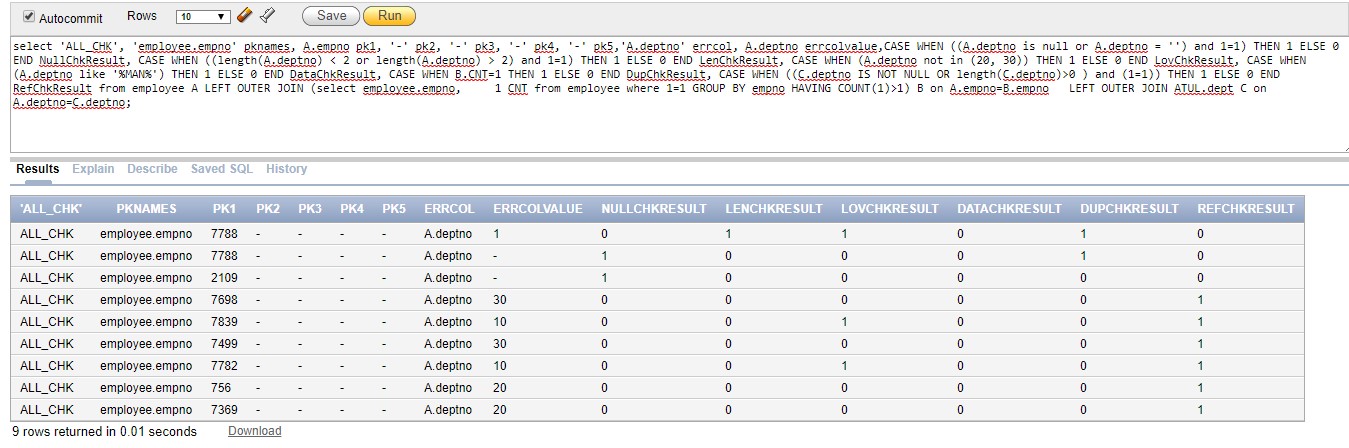 Autocommit Rows 10 Save Run
select 'ALL_CHK', 'employee.empno' pknames, A.empno pk1, '-' pk2, '-' pk3, '-' pk4, '-' pk5,'A.deptno' errcol, A.deptno errcolvalue,CASE WHEN ((A.deptno is null or A.deptno = '') and 1=1) THEN 1 ELSE 0
END NullChkResult, CASE WHEN ((length(A.deptno) < 2 or length(A.deptno) > 2) and 1=1) THEN 1 ELSE 0 END LenChkResult, CASE WHEN (A.deptno not in (20, 30)) THEN 1 ELSE 0 END LovChkResult, CASE WHEN
(A.deptno like '%MAN%') THEN 1 ELSE 0 END DataChkResult, CASE WHEN B.CNT=1 THEN 1 ELSE 0 END DupChkResult, CASE WHEN ((C.deptno IS NOT NULL OR length(C.deptno)>0 ) and (1=1)) THEN 1 ELSE 0 END
RefChkResult from employee A LEFT OUTER JOIN (select employee.empno,     1 CNT from employee where 1=1 GROUP BY empno HAVING COUNT(1)>1) B on A.empno=B.empno   LEFT OUTER JOIN ATUL.dept C on
A.deptno=C.deptno;
Results Explain Describe Saved SQL History
'ALL_CHK' PKNAMES PK1 PK2 PK3 PK4 PK5 ERRCOL ERRCOLVALUE NULLCHKRESULT LENCHKRESULT LOVCHKRESULT DATACHKRESULT DUPCHKRESULT REFCHKRESULT
ALL_CHK employee.empno 7788 - - - - A.deptno 1 0 1 1 0 1 0
ALL_CHK employee.empno 7788 - - - - A.deptno - 1 0 0 0 1 0
ALL_CHK employee.empno 2109 - - - - A.deptno - 1 0 0 0 0 0
ALL_CHK employee.empno 7698 - - - - A.deptno 30 0 0 0 0 0 1
ALL_CHK employee.empno 7839 - - - - A.deptno 10 0 0 1 0 0 1
ALL_CHK employee.empno 7499 - - - - A.deptno 30 0 0 0 0 0 1
ALL_CHK employee.empno 7782 - - - - A.deptno 10 0 0 1 0 0 1
ALL_CHK employee.empno 756 - - - - A.deptno 20 0 0 0 0 0 1
ALL_CHK employee.empno 7369 - - - - A.deptno 20 0 0 0 0 0 1
9 rows returned in 0.01 seconds Download